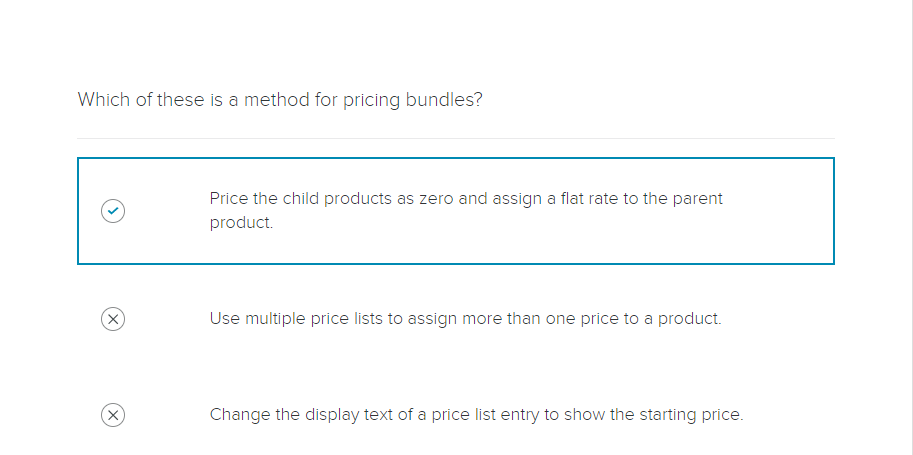 Which of these is a method for pricing bundles?
Price the child products as zero and assign a flat rate to the parent
product.
Use multiple price lists to assign more than one price to a product.
Change the display text of a price list entry to show the starting price.